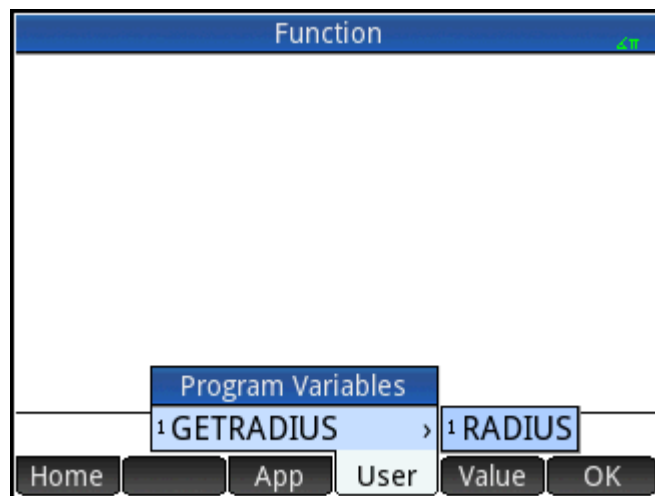 Function
∡π
Program Variables
1 GETRADIUS ›
1 RADIUS
Home App User Value OK